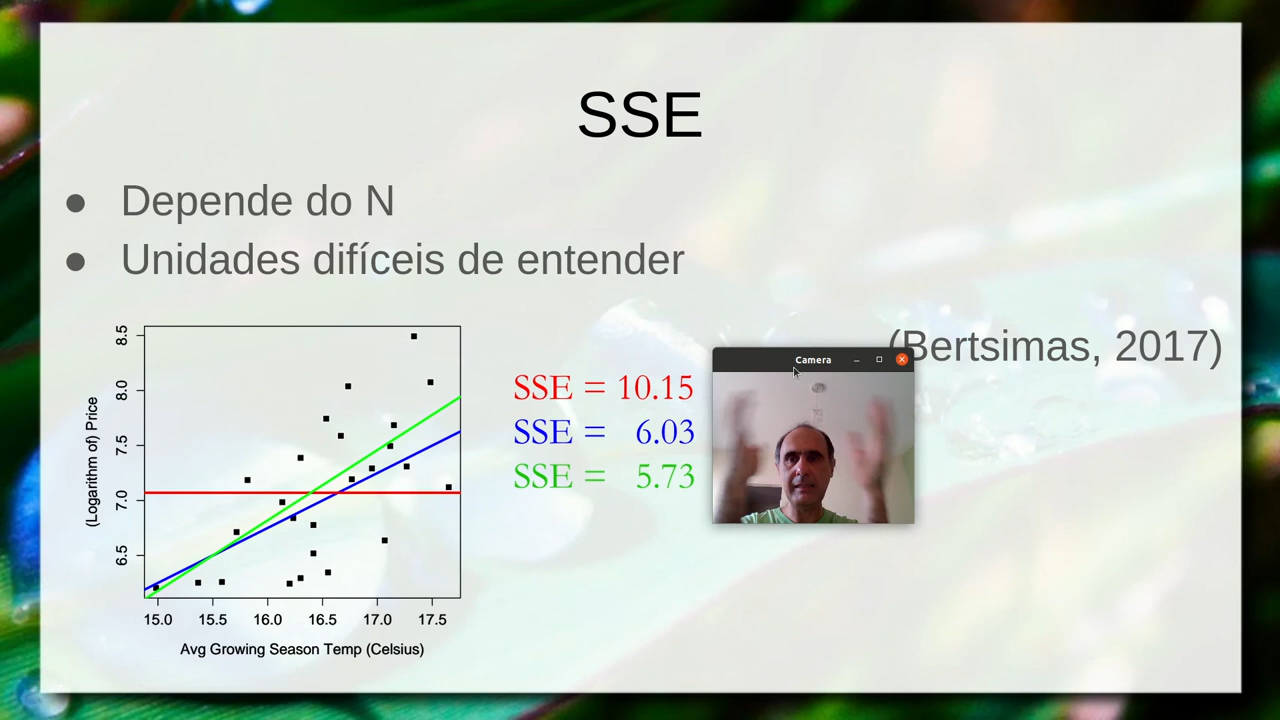 SSE
● Depende do N
● Unidades difíceis de entender
(Bertsimas, 2017)
Camera
SSE = 10.15
SSE = 6.03
SSE = 5.73
(Logarithm of) Price
8.5
8.0
7.5
7.0
6.5
15.0 15.5 16.0 16.5 17.0 17.5
Avg Growing Season Temp (Celsius)